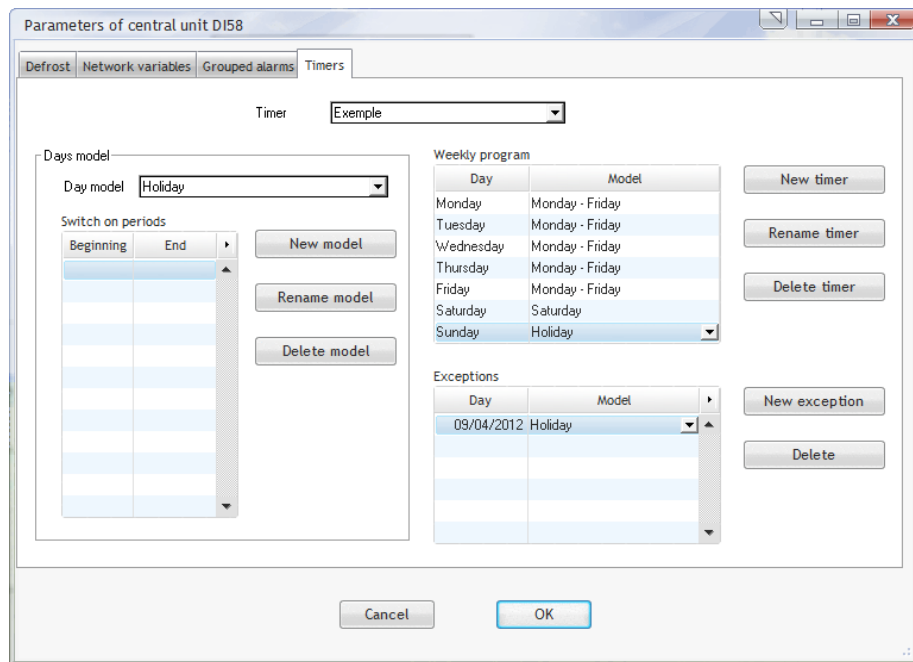 Parameters of central unit DI58
Defrost Network variables Grouped alarms Timers
Timer Exemple
Days model
Day model Holiday
Switch on periods
Beginning End
New model
Rename model
Delete model
Weekly program
Day Model
Monday Monday - Friday
Tuesday Monday - Friday
Wednesday Monday - Friday
Thursday Monday - Friday
Friday Monday - Friday
Saturday Saturday
Sunday Holiday
New timer
Rename timer
Delete timer
Exceptions
Day Model
09/04/2012 Holiday
New exception
Delete
Cancel OK